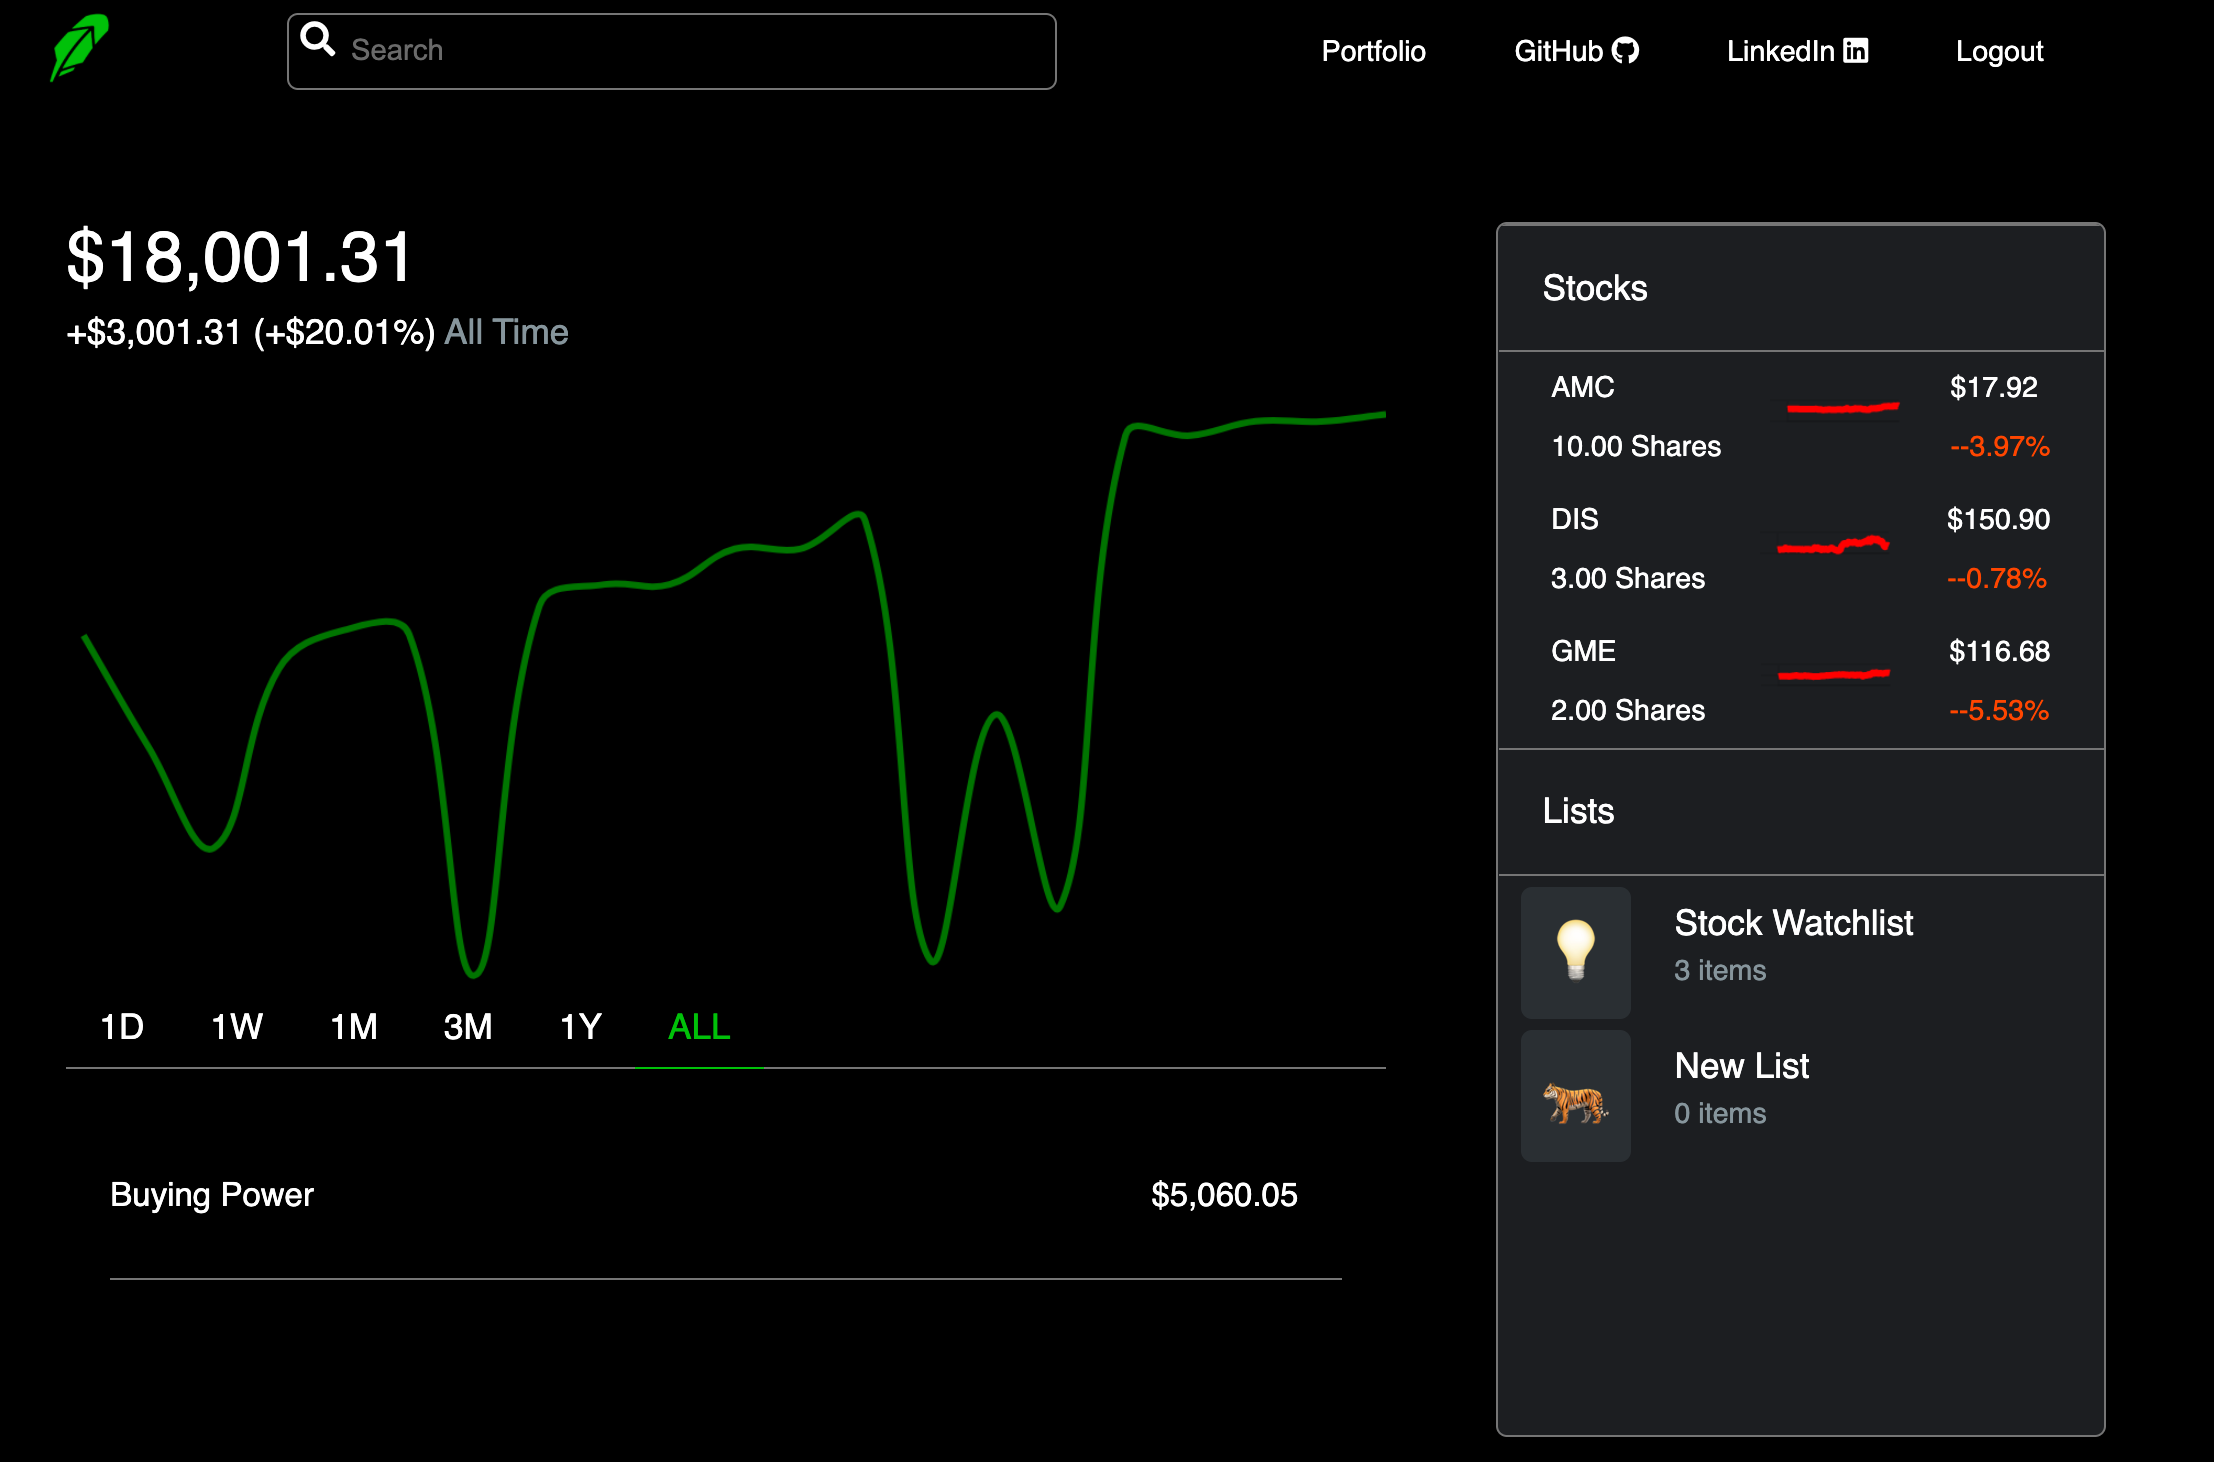 Search
Portfolio
GitHub
LinkedIn
Logout
$18,001.31
+$3,001.31 (+$20.01%) All Time
1D 1W 1M 3M 1Y ALL
Buying Power $5,060.05
Stocks
AMC $17.92
10.00 Shares --3.97%
DIS $150.90
3.00 Shares --0.78%
GME $116.68
2.00 Shares --5.53%
Lists
Stock Watchlist
3 items
New List
0 items